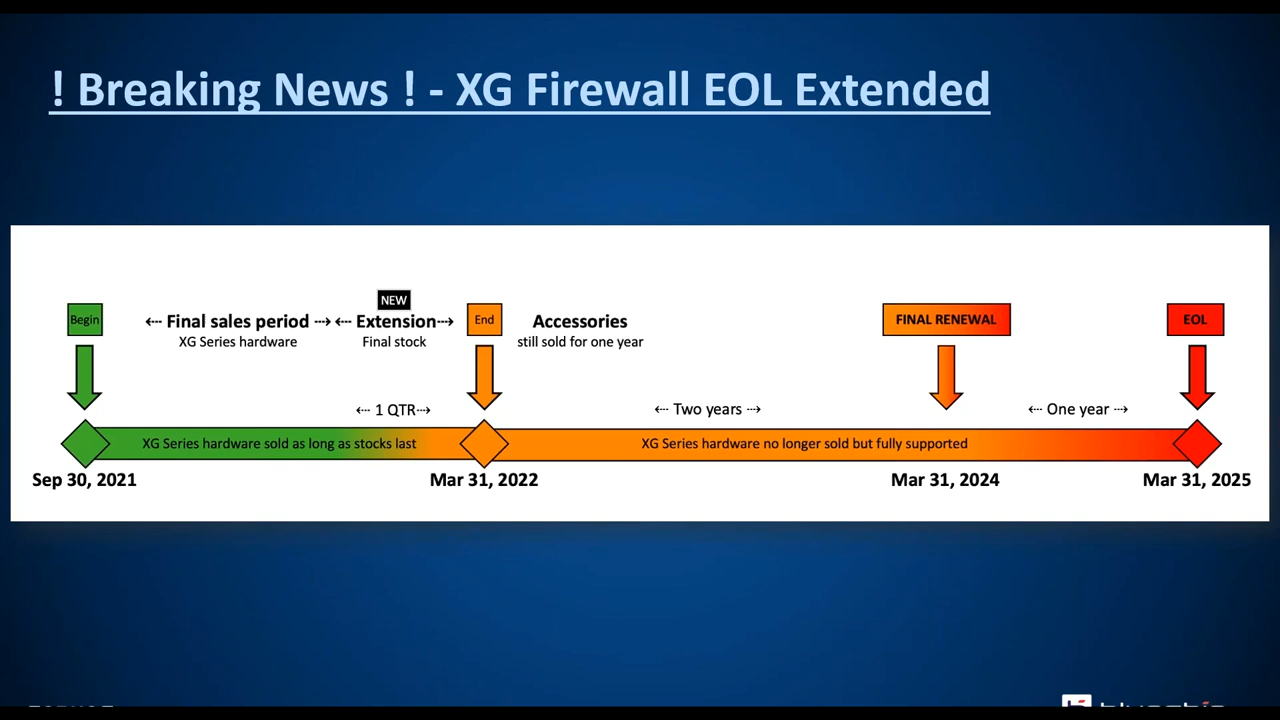 ! Breaking News ! - XG Firewall EOL Extended
NEW
Begin
Final sales period
Extension
End
Accessories
FINAL RENEWAL
EOL
XG Series hardware
Final stock
still sold for one year
1 QTR
Two years
One year
XG Series hardware sold as long as stocks last
XG Series hardware no longer sold but fully supported
Sep 30, 2021
Mar 31, 2022
Mar 31, 2024
Mar 31, 2025